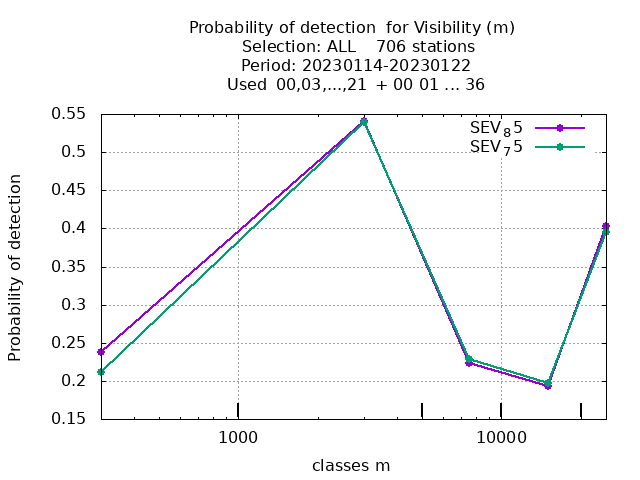 Probability of detection  for Visibility (m)
Selection: ALL    706 stations
Period: 20230114-20230122
Used  00,03,...,21  + 00 01 ... 36
SEV₈5
SEV₇5
0.55
0.5
0.45
0.4
0.35
0.3
0.25
0.2
0.15
Probability of detection
1000 10000
classes m